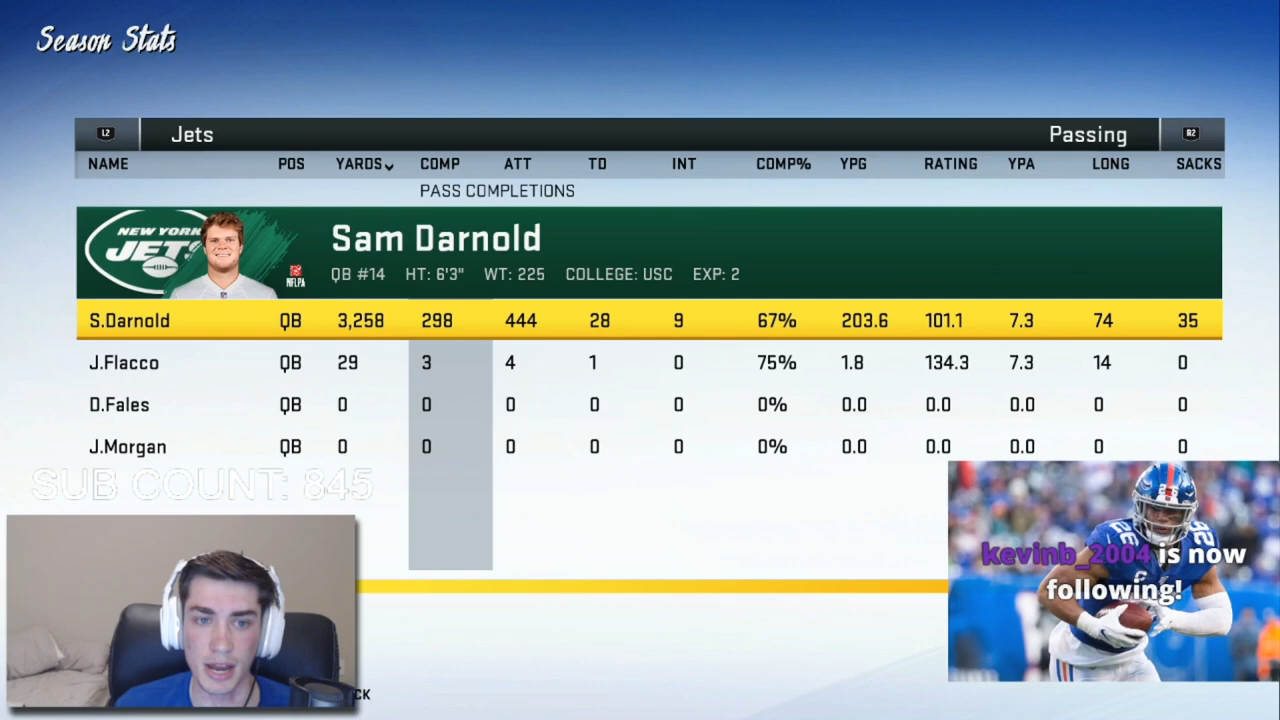 Season Stats
L2 Jets Passing R2
NAME POS YARDS COMP ATT TD INT COMP% YPG RATING YPA LONG SACKS
PASS COMPLETIONS
NEW YORK
JETS
NFLPA
Sam Darnold
QB #14 HT: 6'3" WT: 225 COLLEGE: USC EXP: 2
S.Darnold QB 3,258 298 444 28 9 67% 203.6 101.1 7.3 74 35
J.Flacco QB 29 3 4 1 0 75% 1.8 134.3 7.3 14 0
D.Fales QB 0 0 0 0 0 0% 0.0 0.0 0.0 0 0
J.Morgan QB 0 0 0 0 0 0% 0.0 0.0 0.0 0 0
SUB COUNT: 845
kevinb_2004 is now
following!
26
26
CK